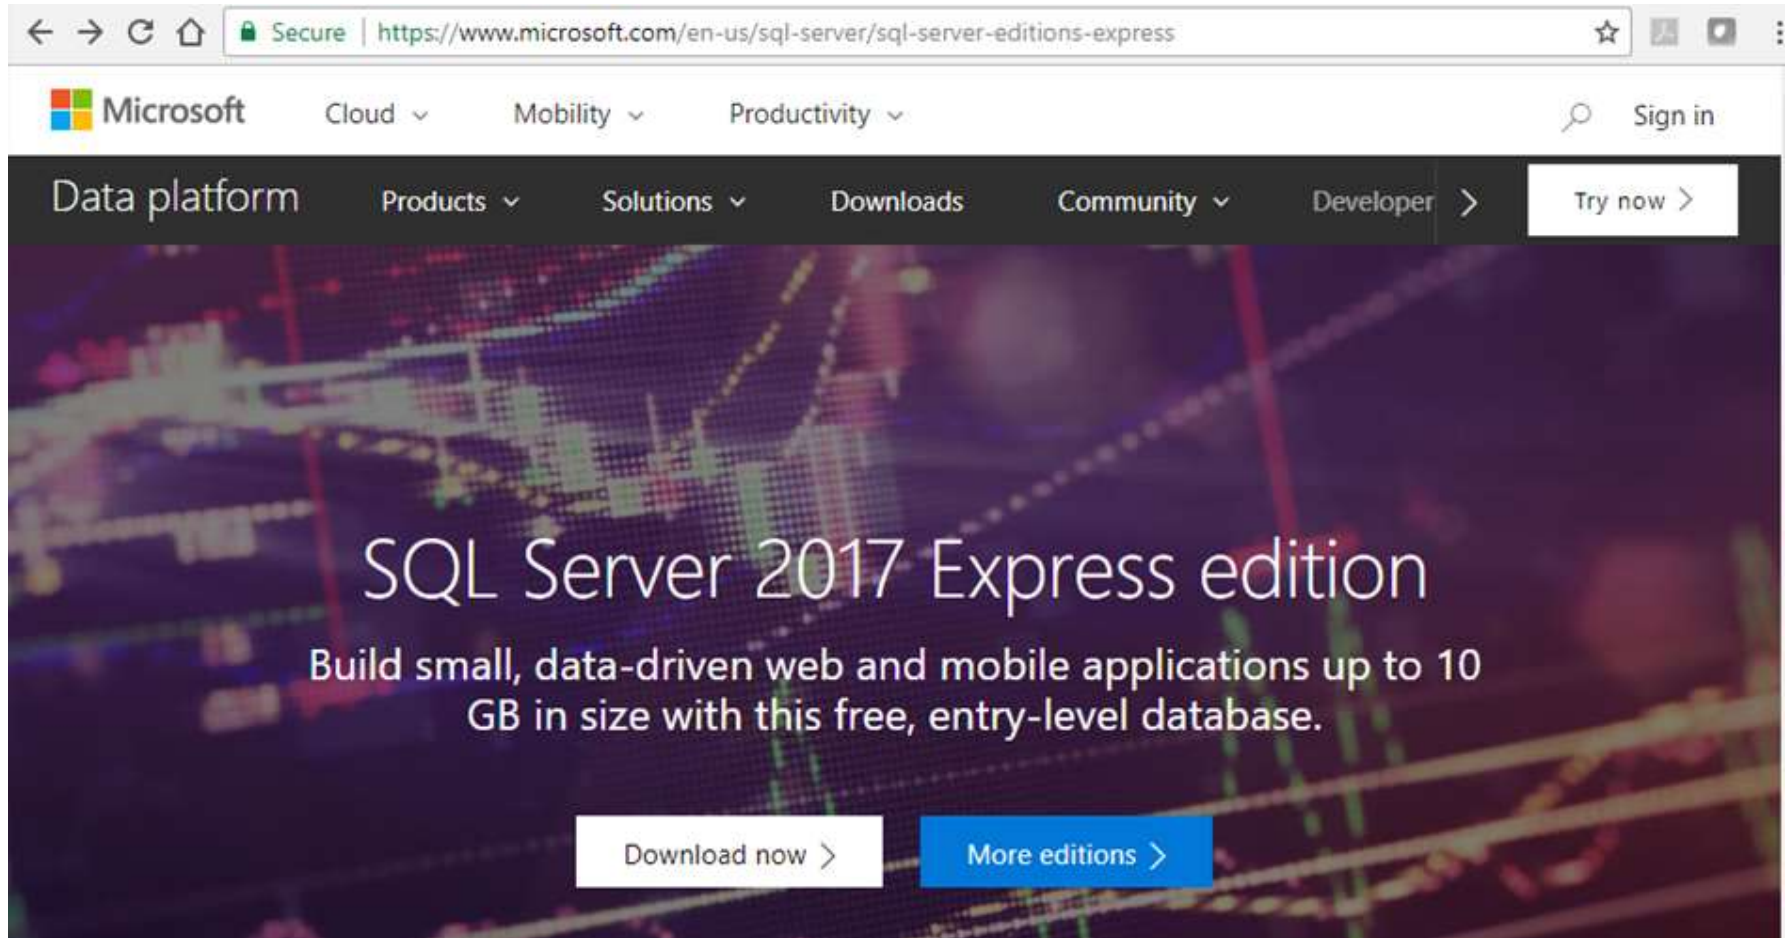 Secure | https://www.microsoft.com/en-us/sql-server/sql-server-editions-express
Microsoft Cloud Mobility Productivity Sign in
Data platform Products Solutions Downloads Community Developer Try now
SQL Server 2017 Express edition
Build small, data-driven web and mobile applications up to 10
GB in size with this free, entry-level database.
Download now More editions